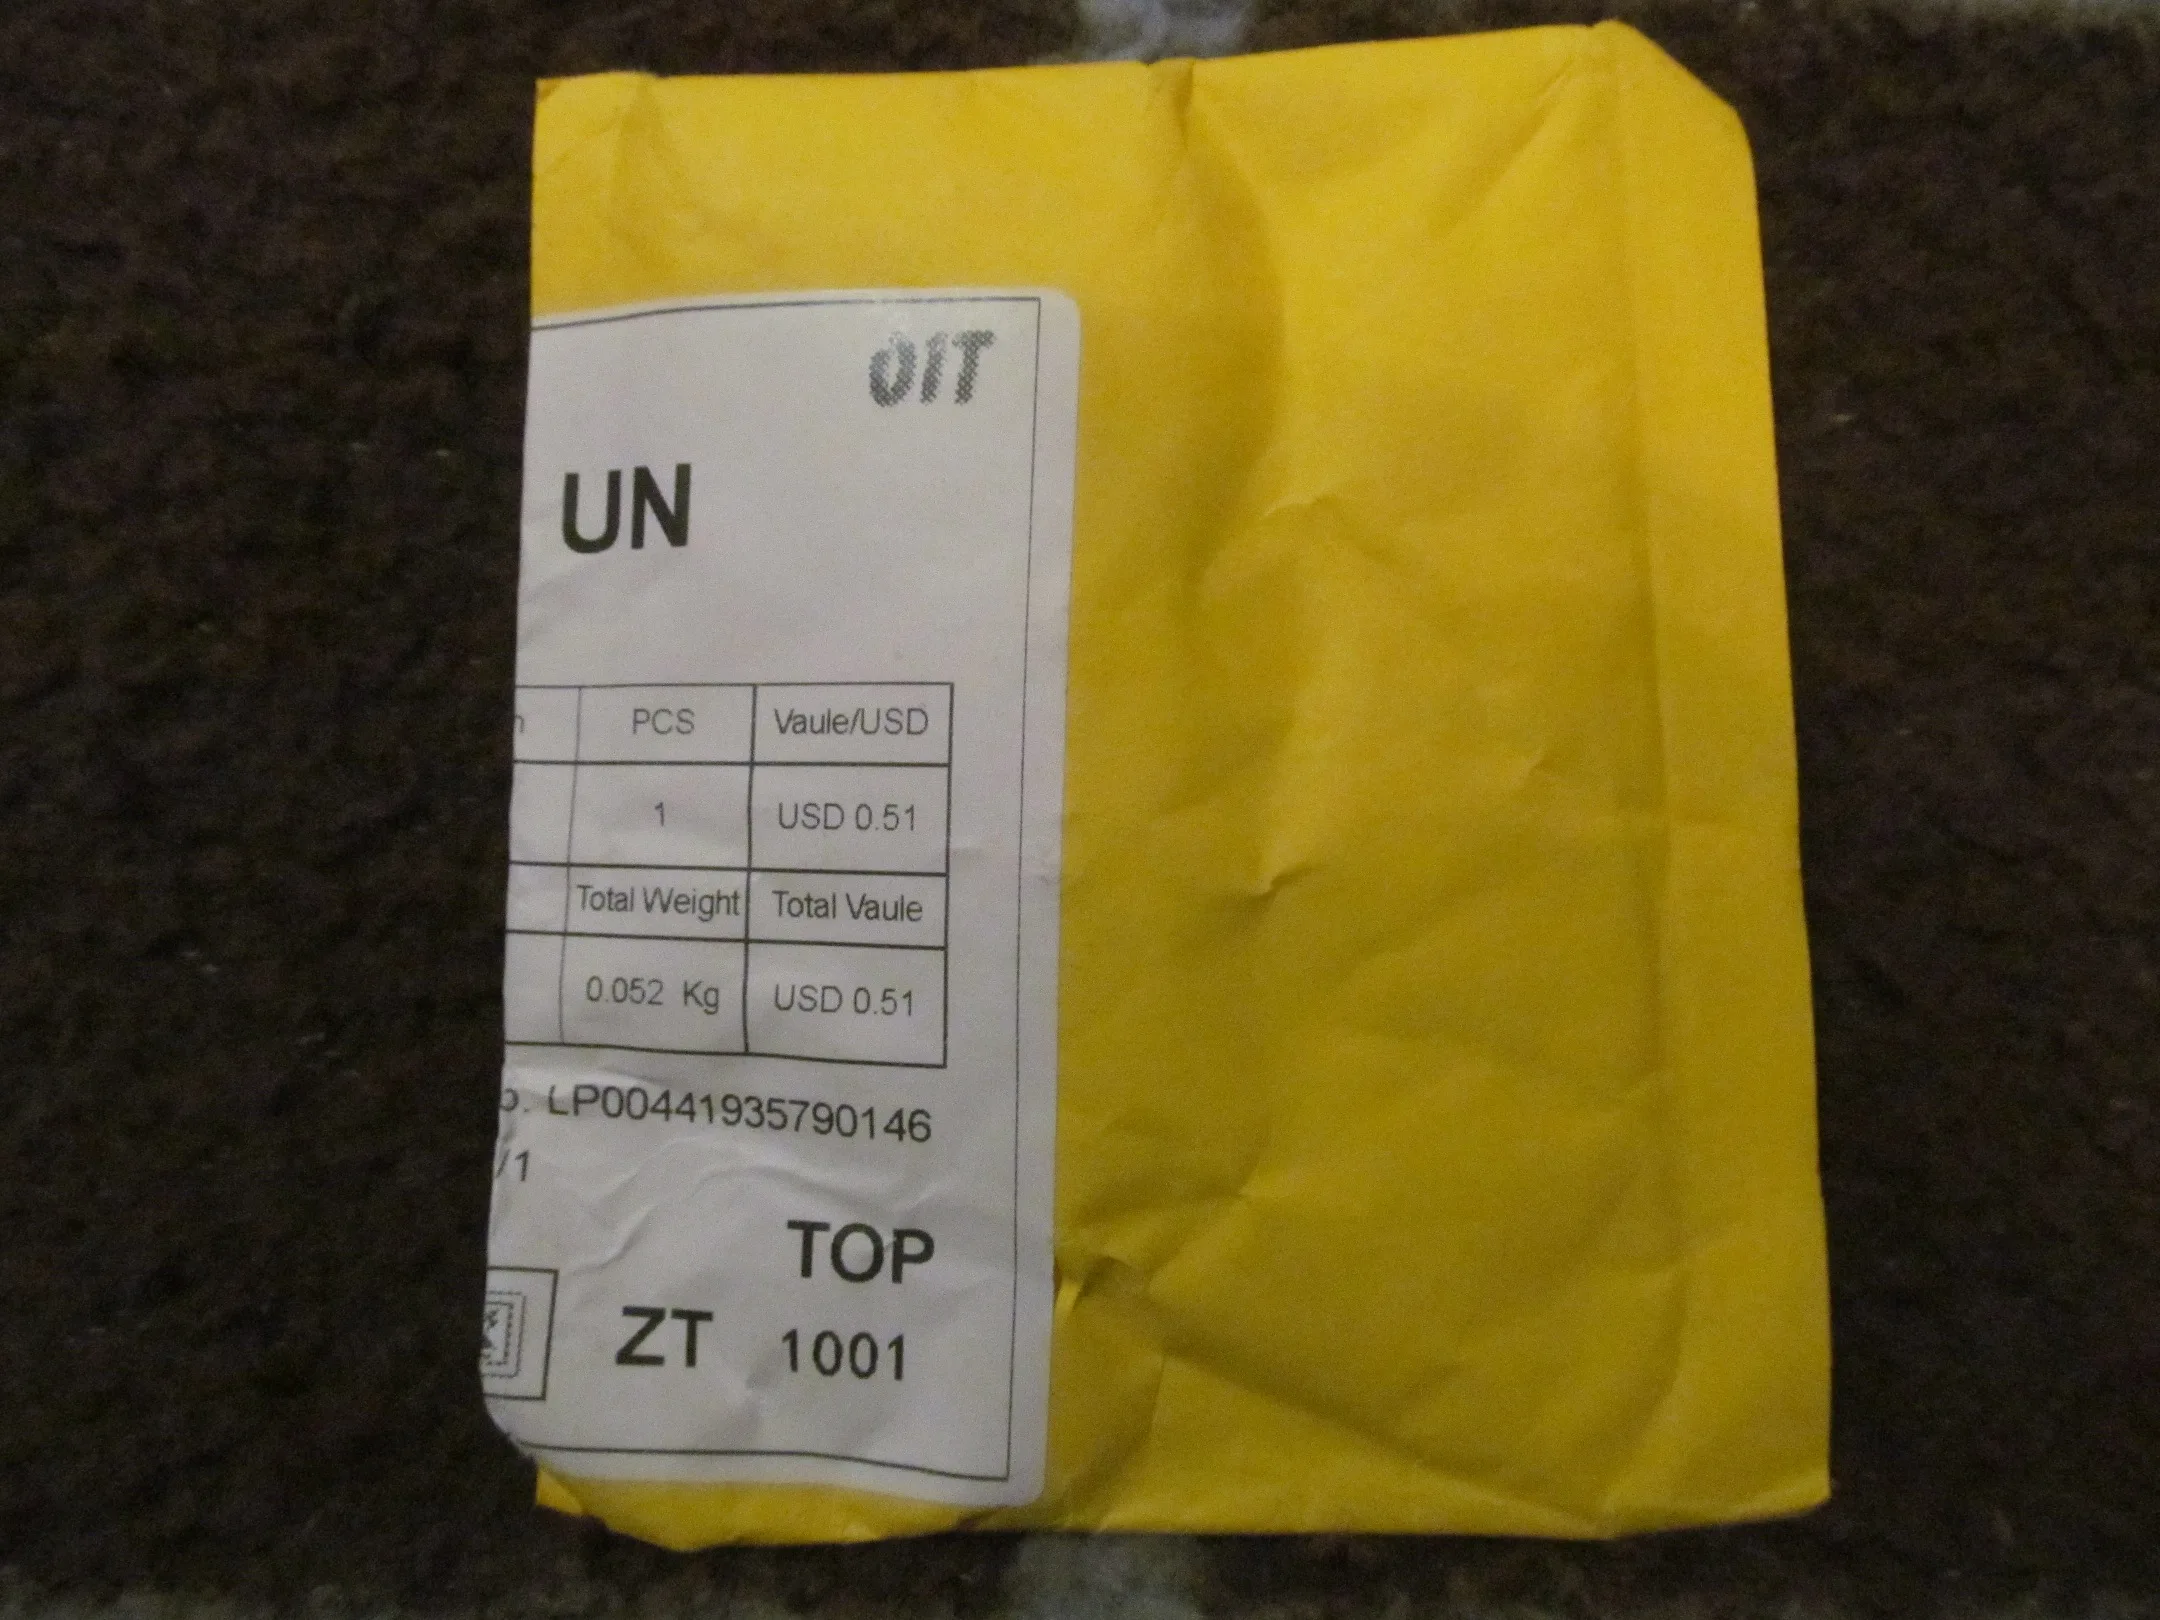 OIT
UN
PCS Vaule/USD
1 USD 0.51
Total Weight Total Vaule
0.052 Kg USD 0.51
LP00441935790146
/1
TOP
ZT 1001